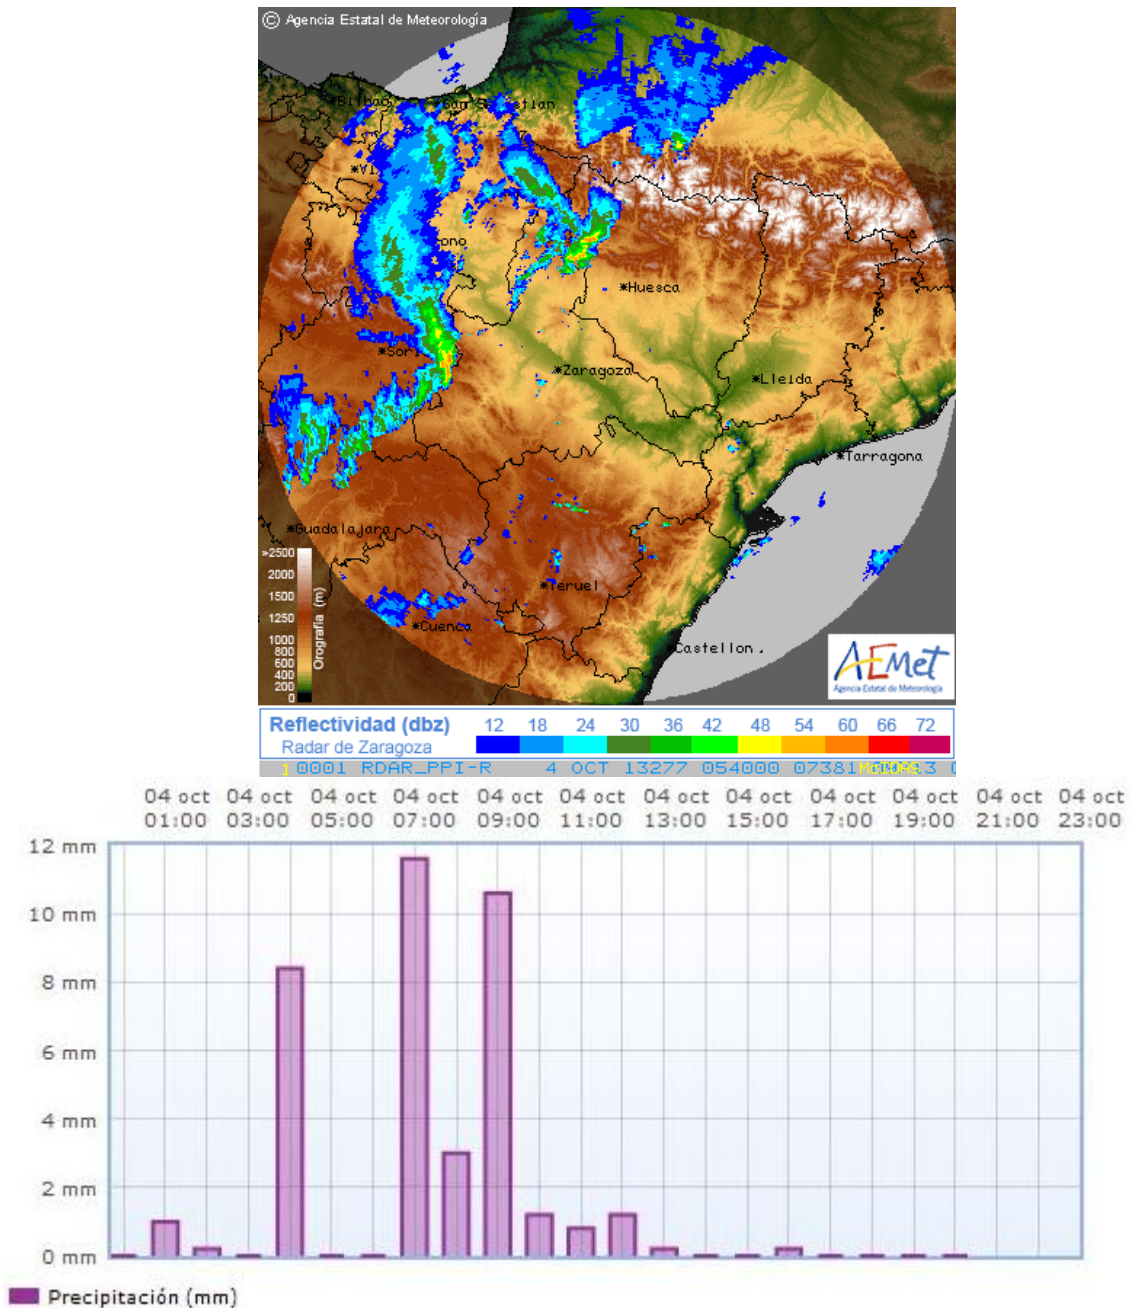 © Agencia Estatal de Meteorología
*Huesca
*Zaragoza
*Lleida
*Tarragona
*Guadalajara
*Teruel
*Cuenca
Castellon
>2500
2000
1500
1250
1000
800
600
400
200
0
Orografía (m)
AEMet
Agencia Estatal de Meteorología
Reflectividad (dbz) 12 18 24 30 36 42 48 54 60 66 72
Radar de Zaragoza
1 0001 RDAR_PPI-R 4 OCT 13277 054000 07381
04 oct 04 oct 04 oct 04 oct 04 oct 04 oct 04 oct 04 oct 04 oct 04 oct 04 oct 04 oct
01:00 03:00 05:00 07:00 09:00 11:00 13:00 15:00 17:00 19:00 21:00 23:00
12 mm
10 mm
8 mm
6 mm
4 mm
2 mm
0 mm
Precipitación (mm)